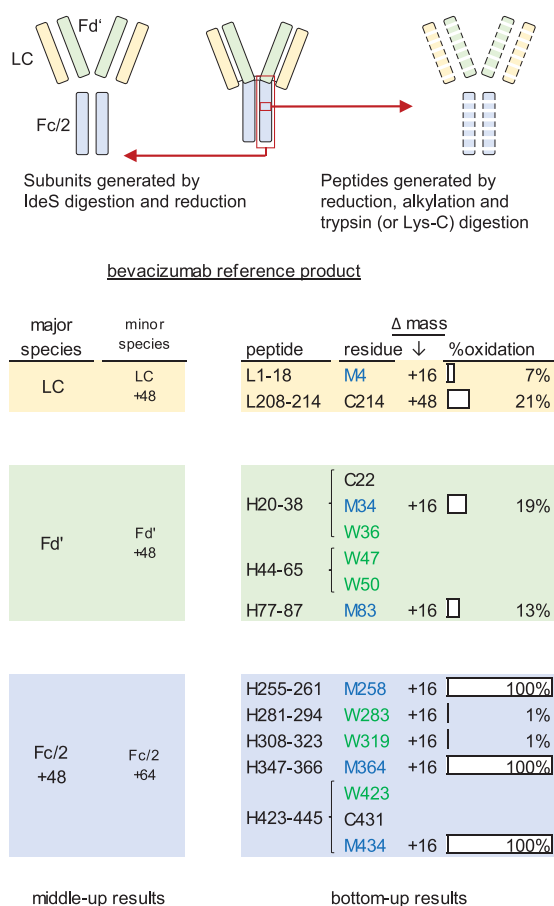 Fd‘
LC
Fc/2
Subunits generated by
IdeS digestion and reduction
Peptides generated by
reduction, alkylation and
trypsin (or Lys-C) digestion
bevacizumab reference product
major species
minor species
LC
LC +48
Fd'
Fd' +48
Fc/2 +48
Fc/2 +64
middle-up results
Δ mass
peptide residue ↓ %oxidation
L1-18 M4 +16 7%
L208-214 C214 +48 21%
C22
H20-38 M34 +16 19%
W36
H44-65 W47
W50
H77-87 M83 +16 13%
H255-261 M258 +16 100%
H281-294 W283 +16 1%
H308-323 W319 +16 1%
H347-366 M364 +16 100%
W423
H423-445 C431
M434 +16 100%
bottom-up results